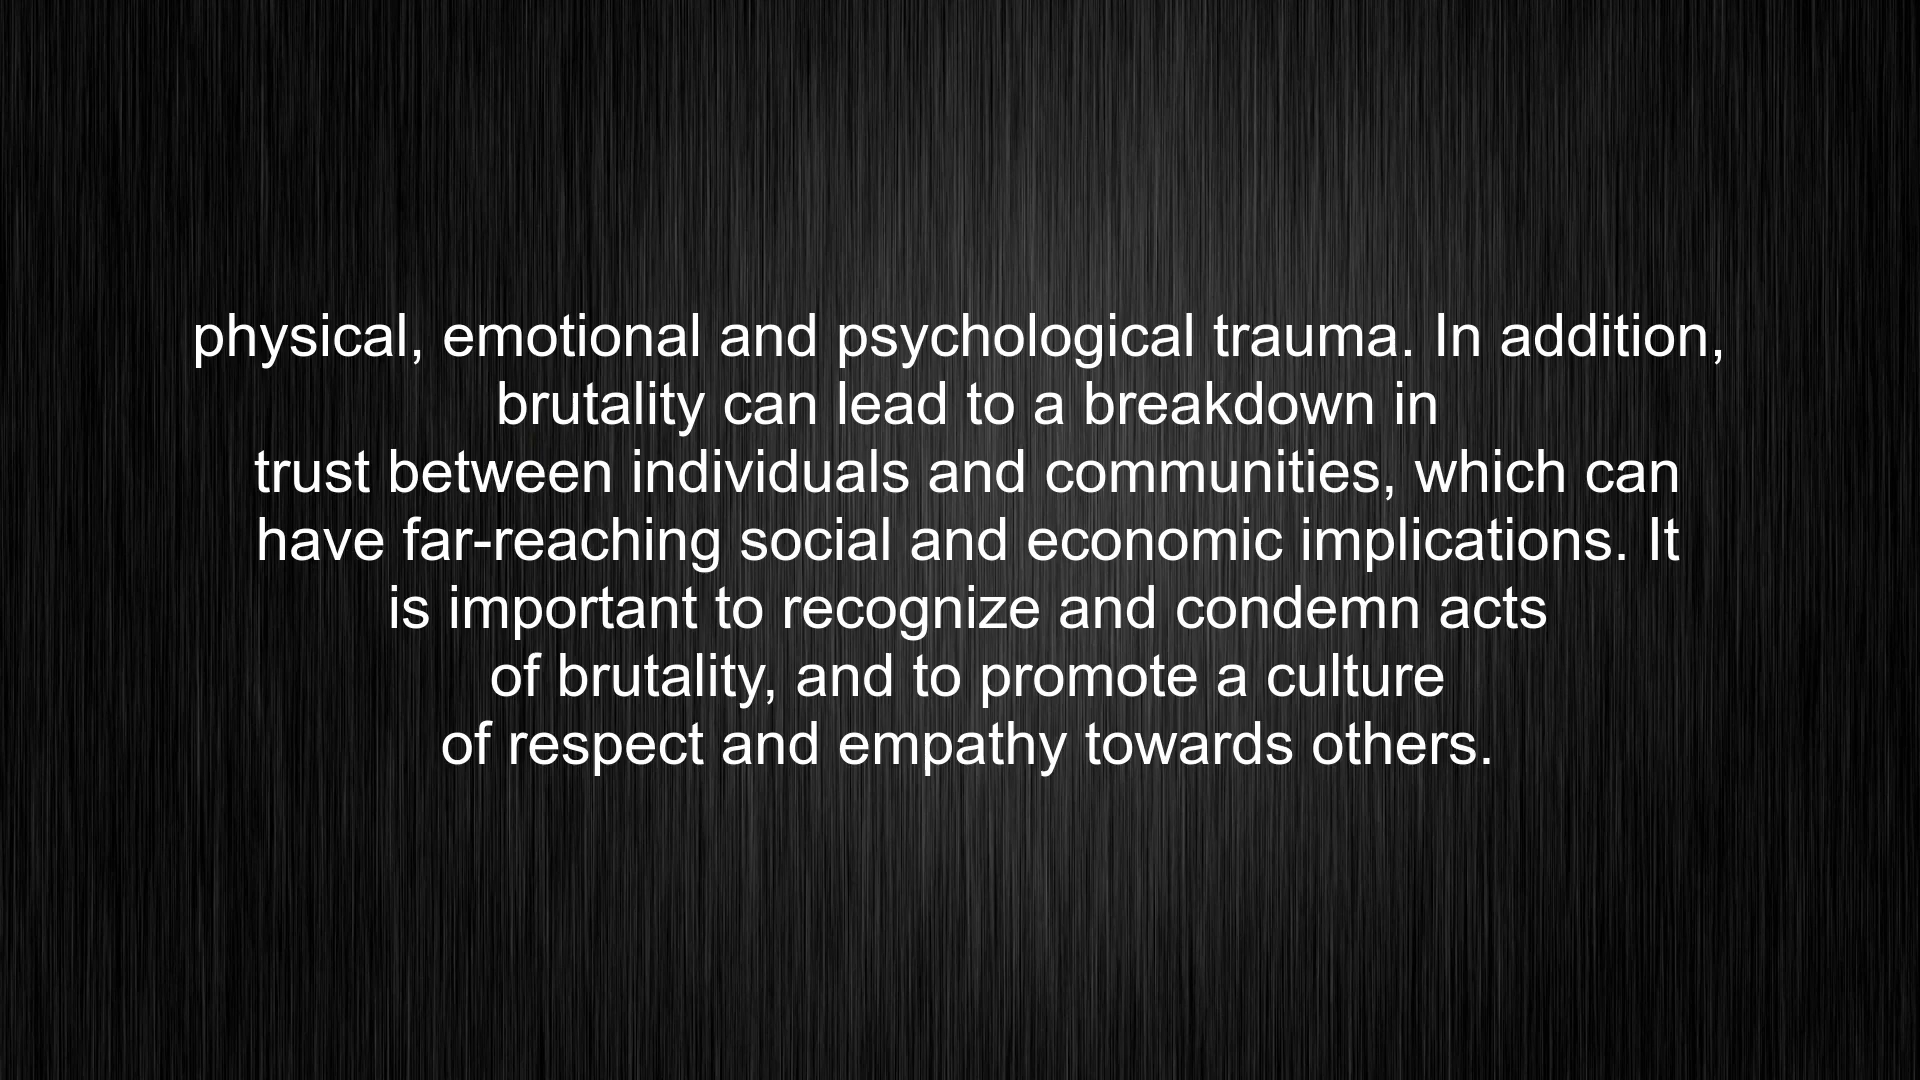 physical, emotional and psychological trauma. In addition,
brutality can lead to a breakdown in
trust between individuals and communities, which can
have far-reaching social and economic implications. It
is important to recognize and condemn acts
of brutality, and to promote a culture
of respect and empathy towards others.